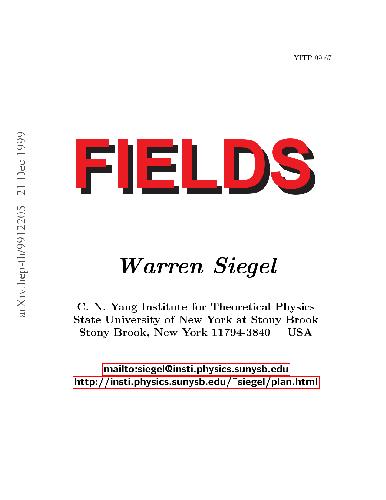 YITP-99-67
FIELDS
Warren Siegel
C. N. Yang Institute for Theoretical Physics
State University of New York at Stony Brook
Stony Brook, New York 11794-3840 USA
mailto:siegel@insti.physics.sunysb.edu
http://insti.physics.sunysb.edu/~siegel/plan.html
arXiv:hep-th/9912205 21 Dec 1999